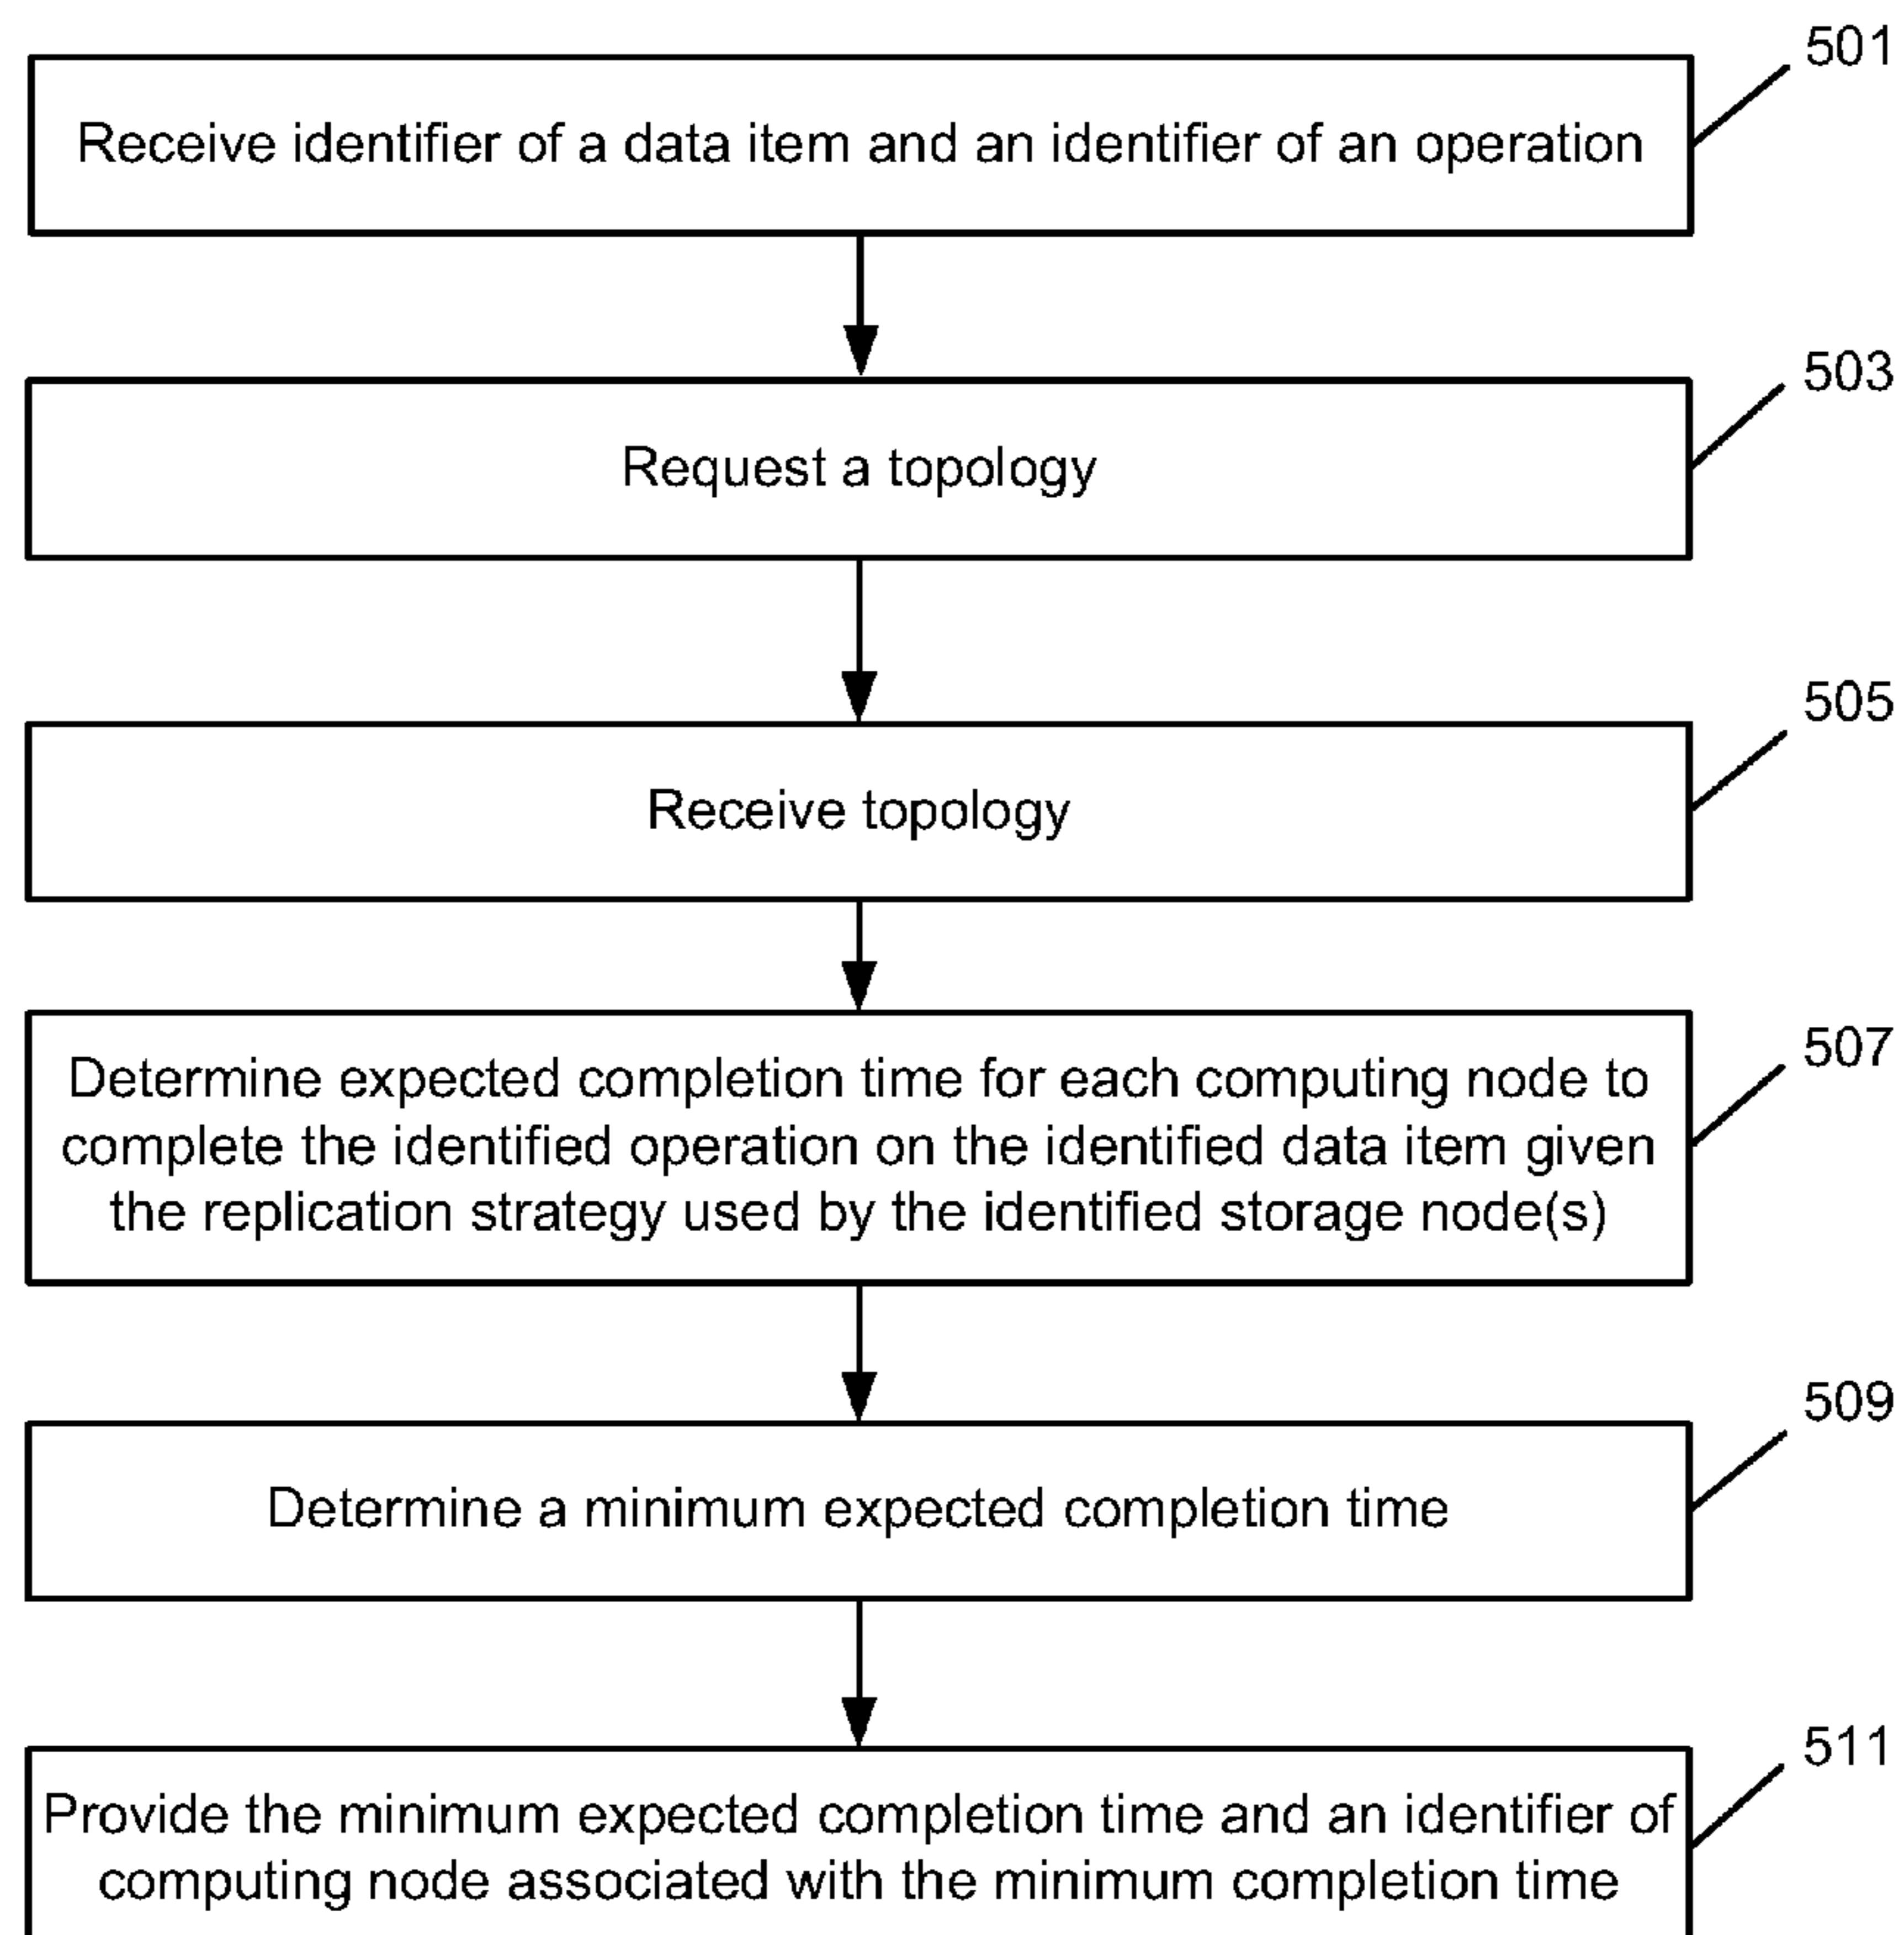 501
Receive identifier of a data item and an identifier of an operation
503
Request a topology
505
Receive topology
507
Determine expected completion time for each computing node to
complete the identified operation on the identified data item given
the replication strategy used by the identified storage node(s)
509
Determine a minimum expected completion time
511
Provide the minimum expected completion time and an identifier of
computing node associated with the minimum completion time